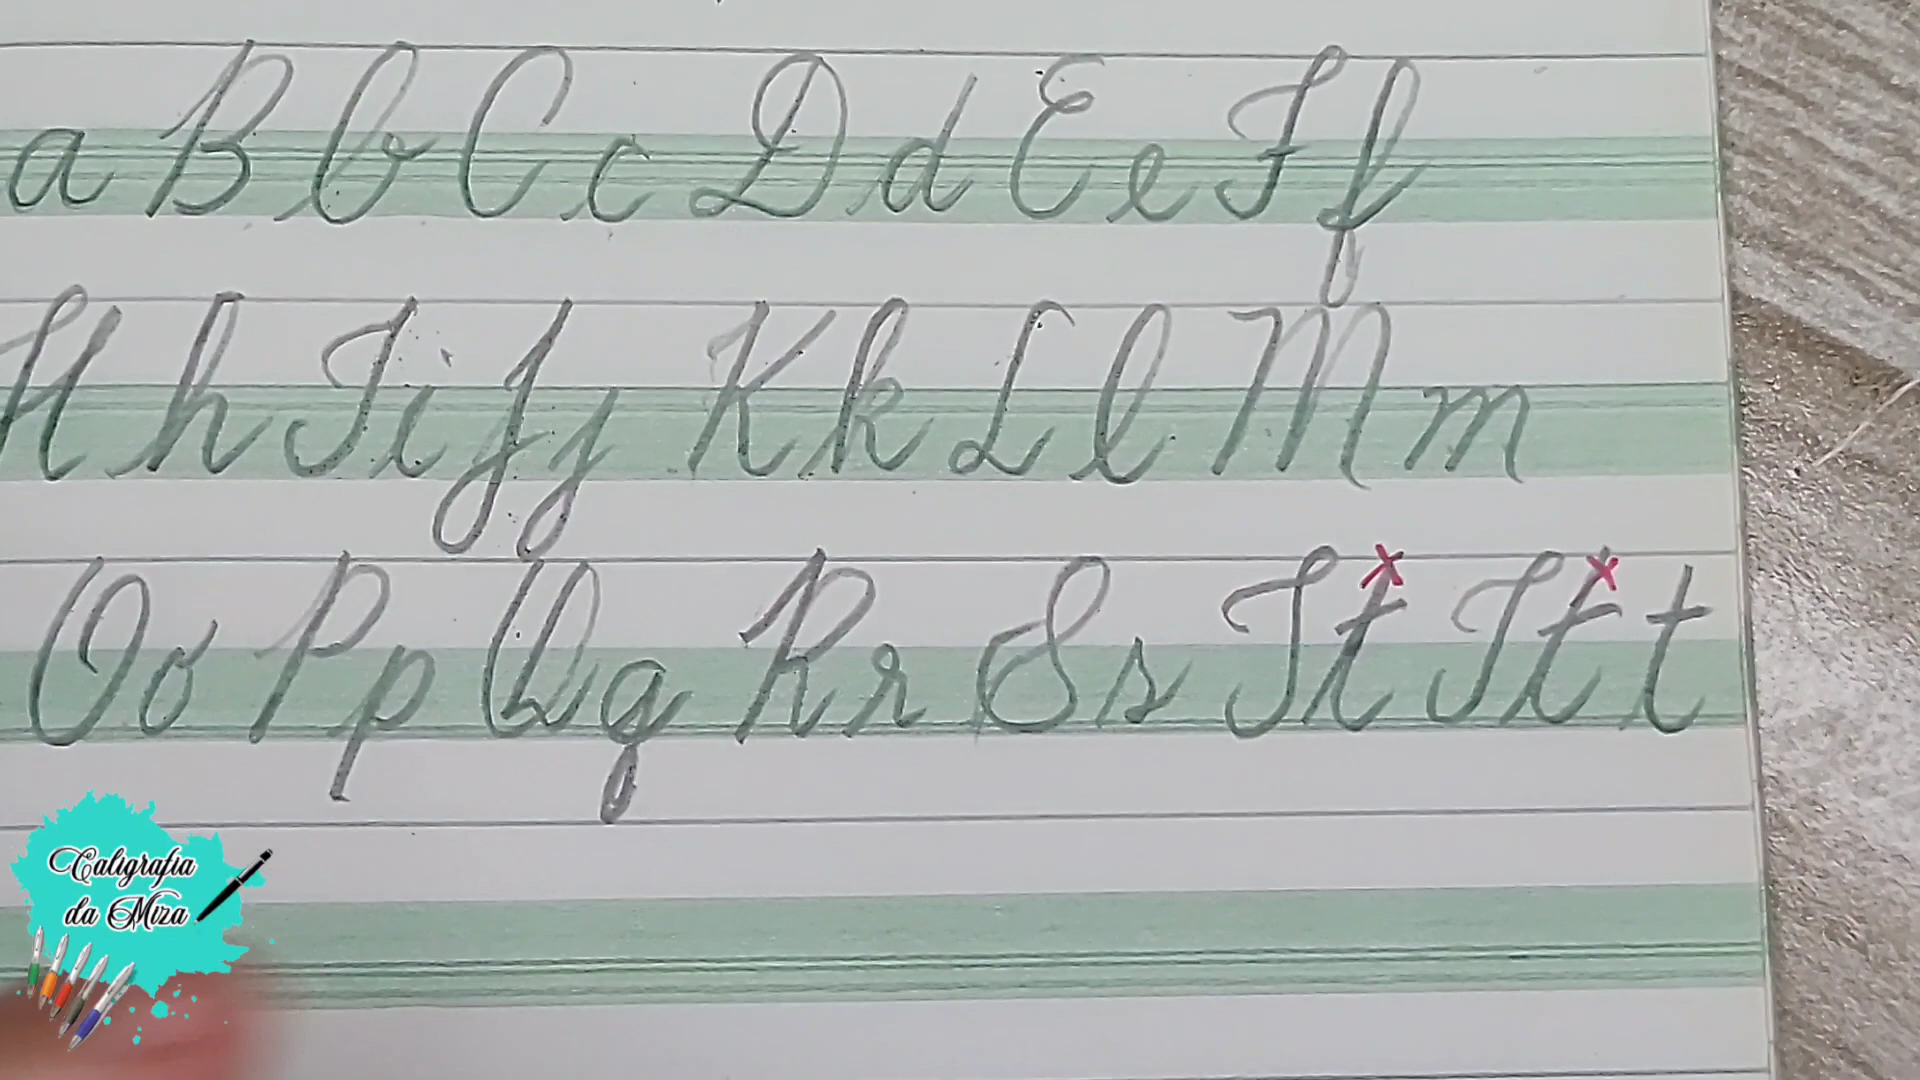 a B b C c D d E e F f
H h I i J j K k L l M m
O o P p Q q R r S s T t T t t
Caligrafia
da Miza